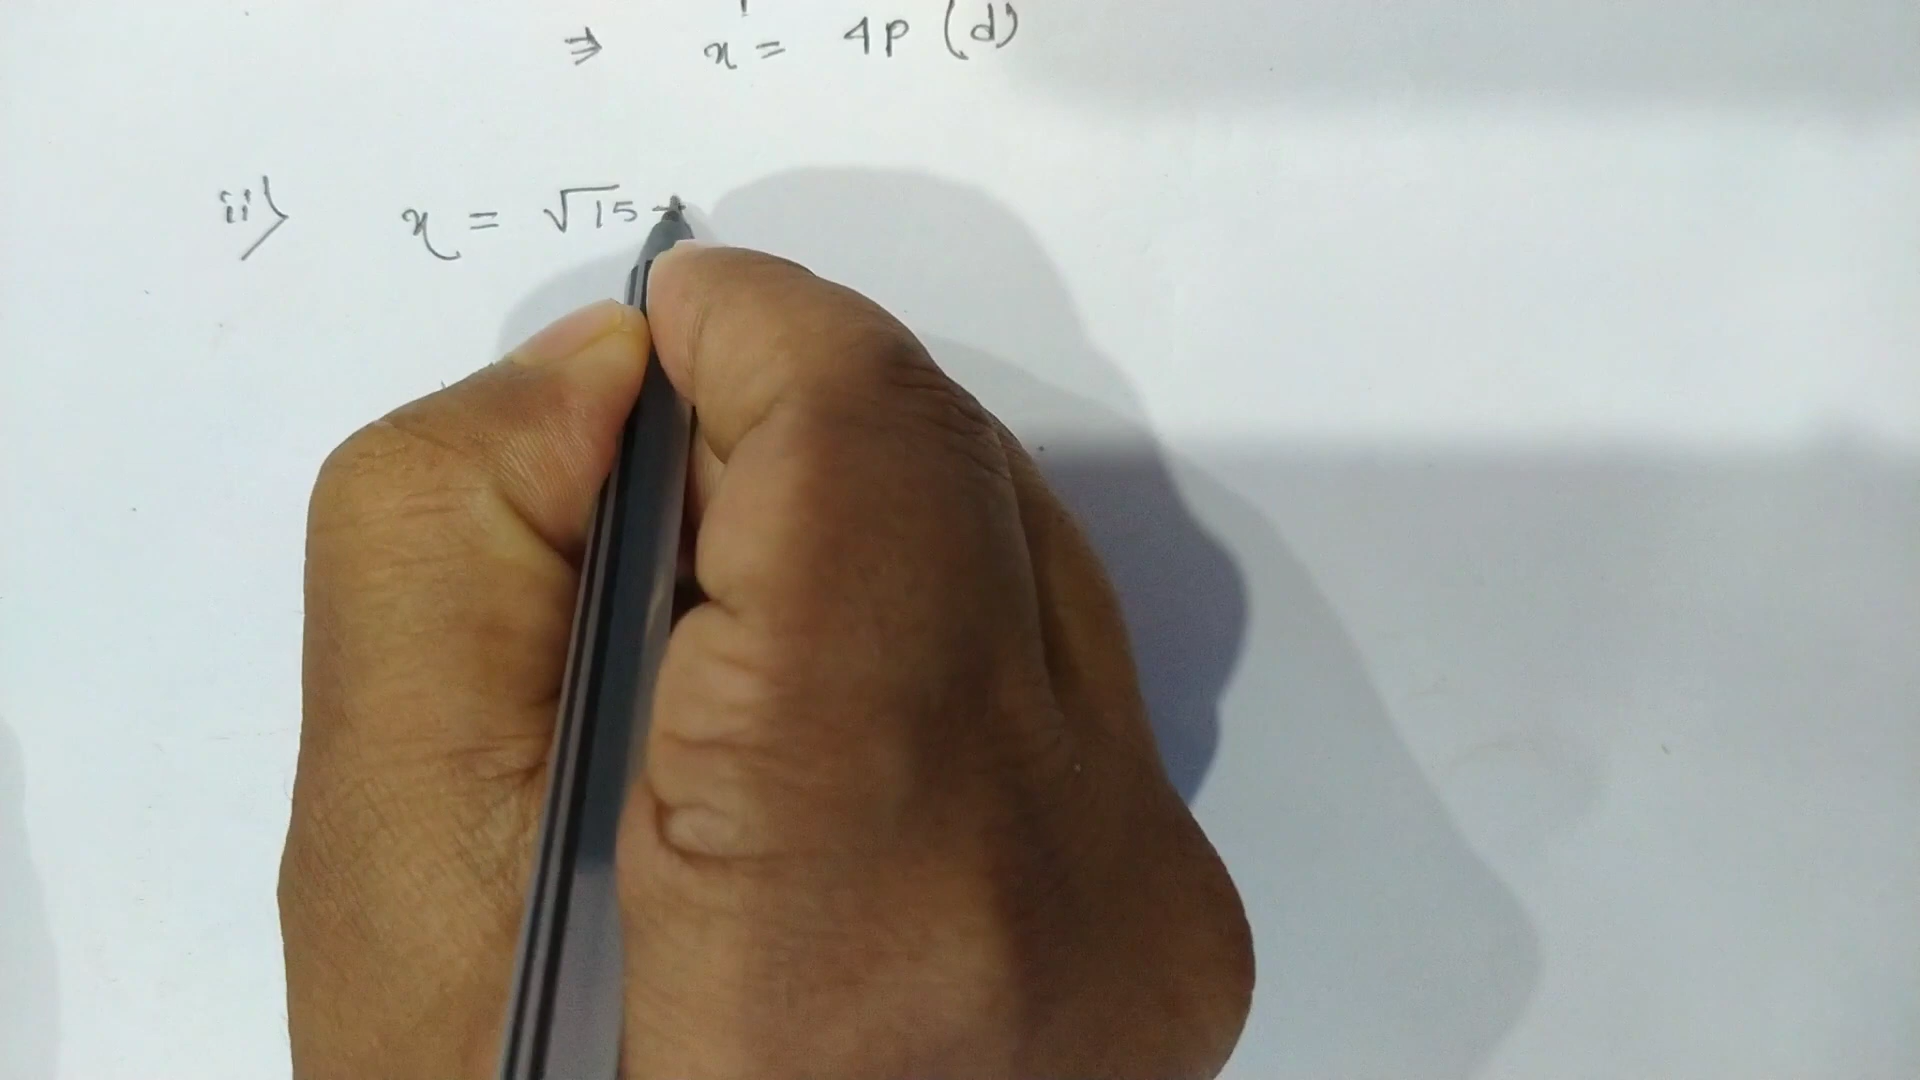 ⇒ x = 4p (d)
ii) x = √15 +